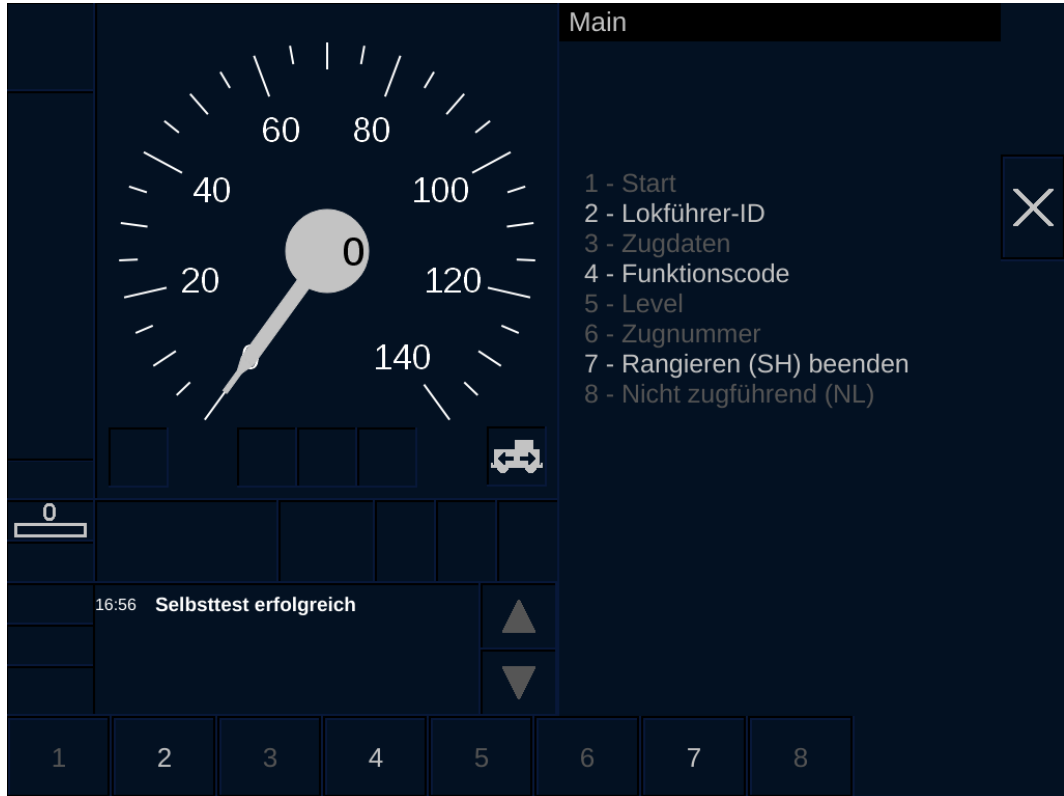 Main
60 80
40 100
20 120
0 140
0
1 - Start
2 - Lokführer-ID
3 - Zugdaten
4 - Funktionscode
5 - Level
6 - Zugnummer
7 - Rangieren (SH) beenden
8 - Nicht zugführend (NL)
0
16:56 Selbsttest erfolgreich
1 2 3 4 5 6 7 8